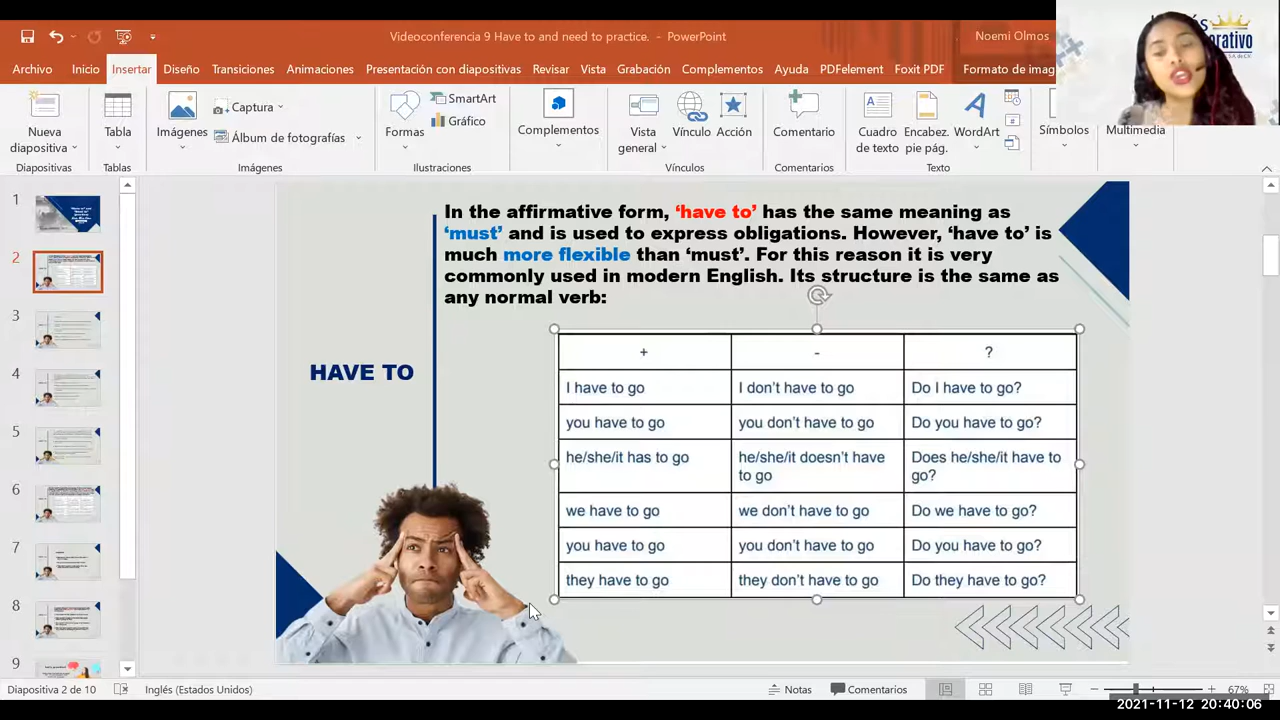 Videoconferencia 9 Have to and need to practice. - PowerPoint
Noemi Olmos
Archivo Inicio Insertar Diseño Transiciones Animaciones Presentación con diapositivas Revisar Vista Grabación Complementos Ayuda PDFelement Foxit PDF Formato de imag
Nueva diapositiva
Tabla
Imágenes
Captura
Álbum de fotografías
Formas
SmartArt
Gráfico
Complementos
Vista general
Vínculo
Acción
Comentario
Cuadro de texto
Encabez. pie pág.
WordArt
Símbolos
Multimedia
Diapositivas Tablas Imágenes Ilustraciones Vínculos Comentarios Texto
1
2
3
4
5
6
7
8
9
In the affirmative form, ‘have to’ has the same meaning as
‘must’ and is used to express obligations. However, ‘have to’ is
much more flexible than ‘must’. For this reason it is very
commonly used in modern English. Its structure is the same as
any normal verb:
HAVE TO
+ - ?
I have to go I don’t have to go Do I have to go?
you have to go you don’t have to go Do you have to go?
he/she/it has to go he/she/it doesn’t have to go Does he/she/it have to go?
we have to go we don’t have to go Do we have to go?
you have to go you don’t have to go Do you have to go?
they have to go they don’t have to go Do they have to go?
Diapositiva 2 de 10 Inglés (Estados Unidos) Notas Comentarios 67%
2021-11-12 20:40:06